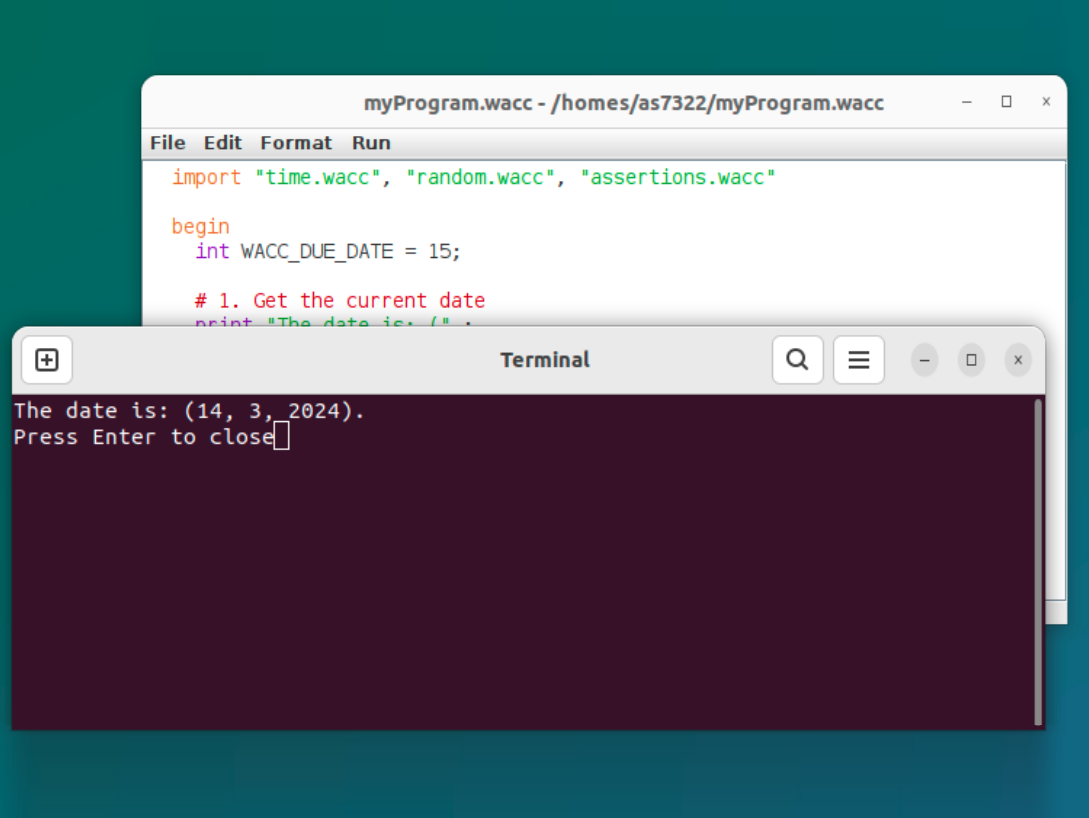 myProgram.wacc - /homes/as7322/myProgram.wacc
File Edit Format Run
import "time.wacc", "random.wacc", "assertions.wacc"
begin
int WACC_DUE_DATE = 15;
# 1. Get the current date
print "The date is: (" ;
Terminal
The date is: (14, 3, 2024).
Press Enter to close